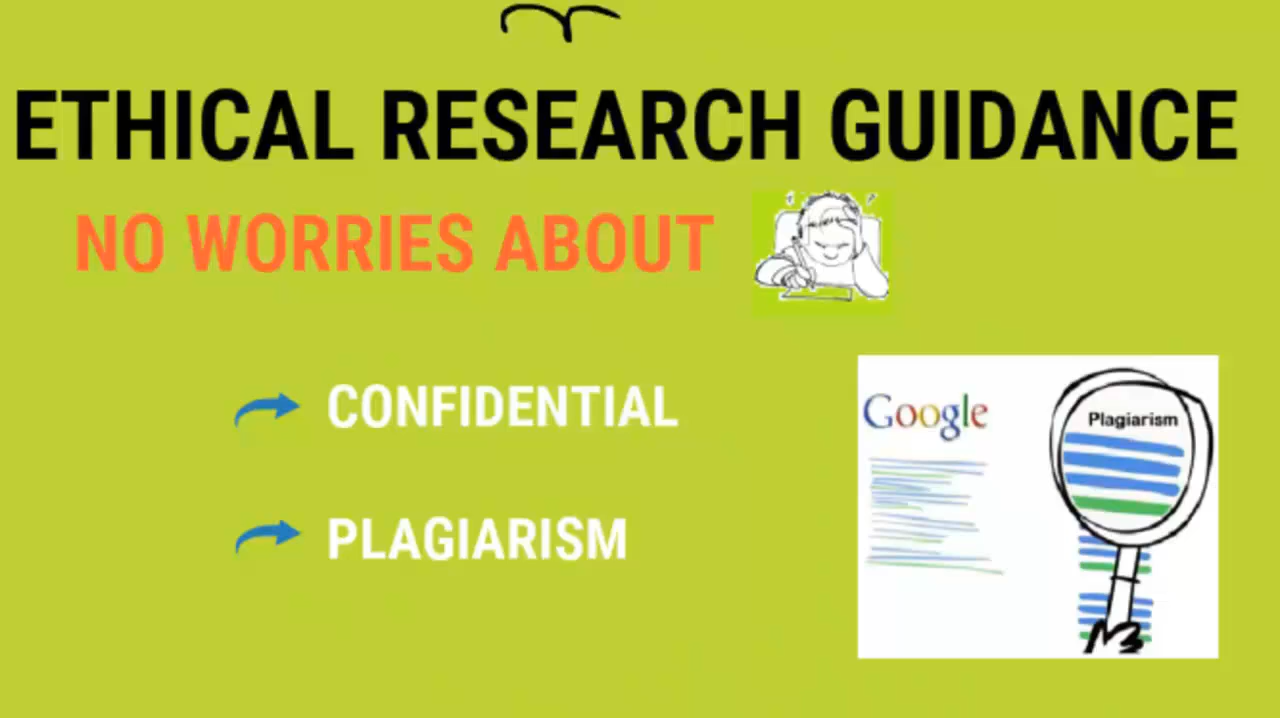 ETHICAL RESEARCH GUIDANCE
NO WORRIES ABOUT
CONFIDENTIAL
PLAGIARISM
Google
Plagiarism